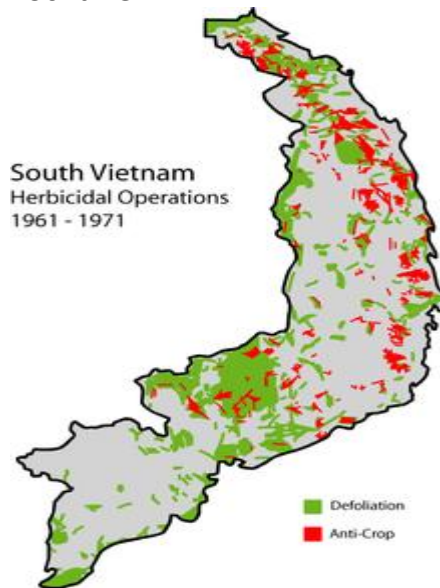 South Vietnam
Herbicidal Operations
1961 - 1971
Defoliation
Anti-Crop